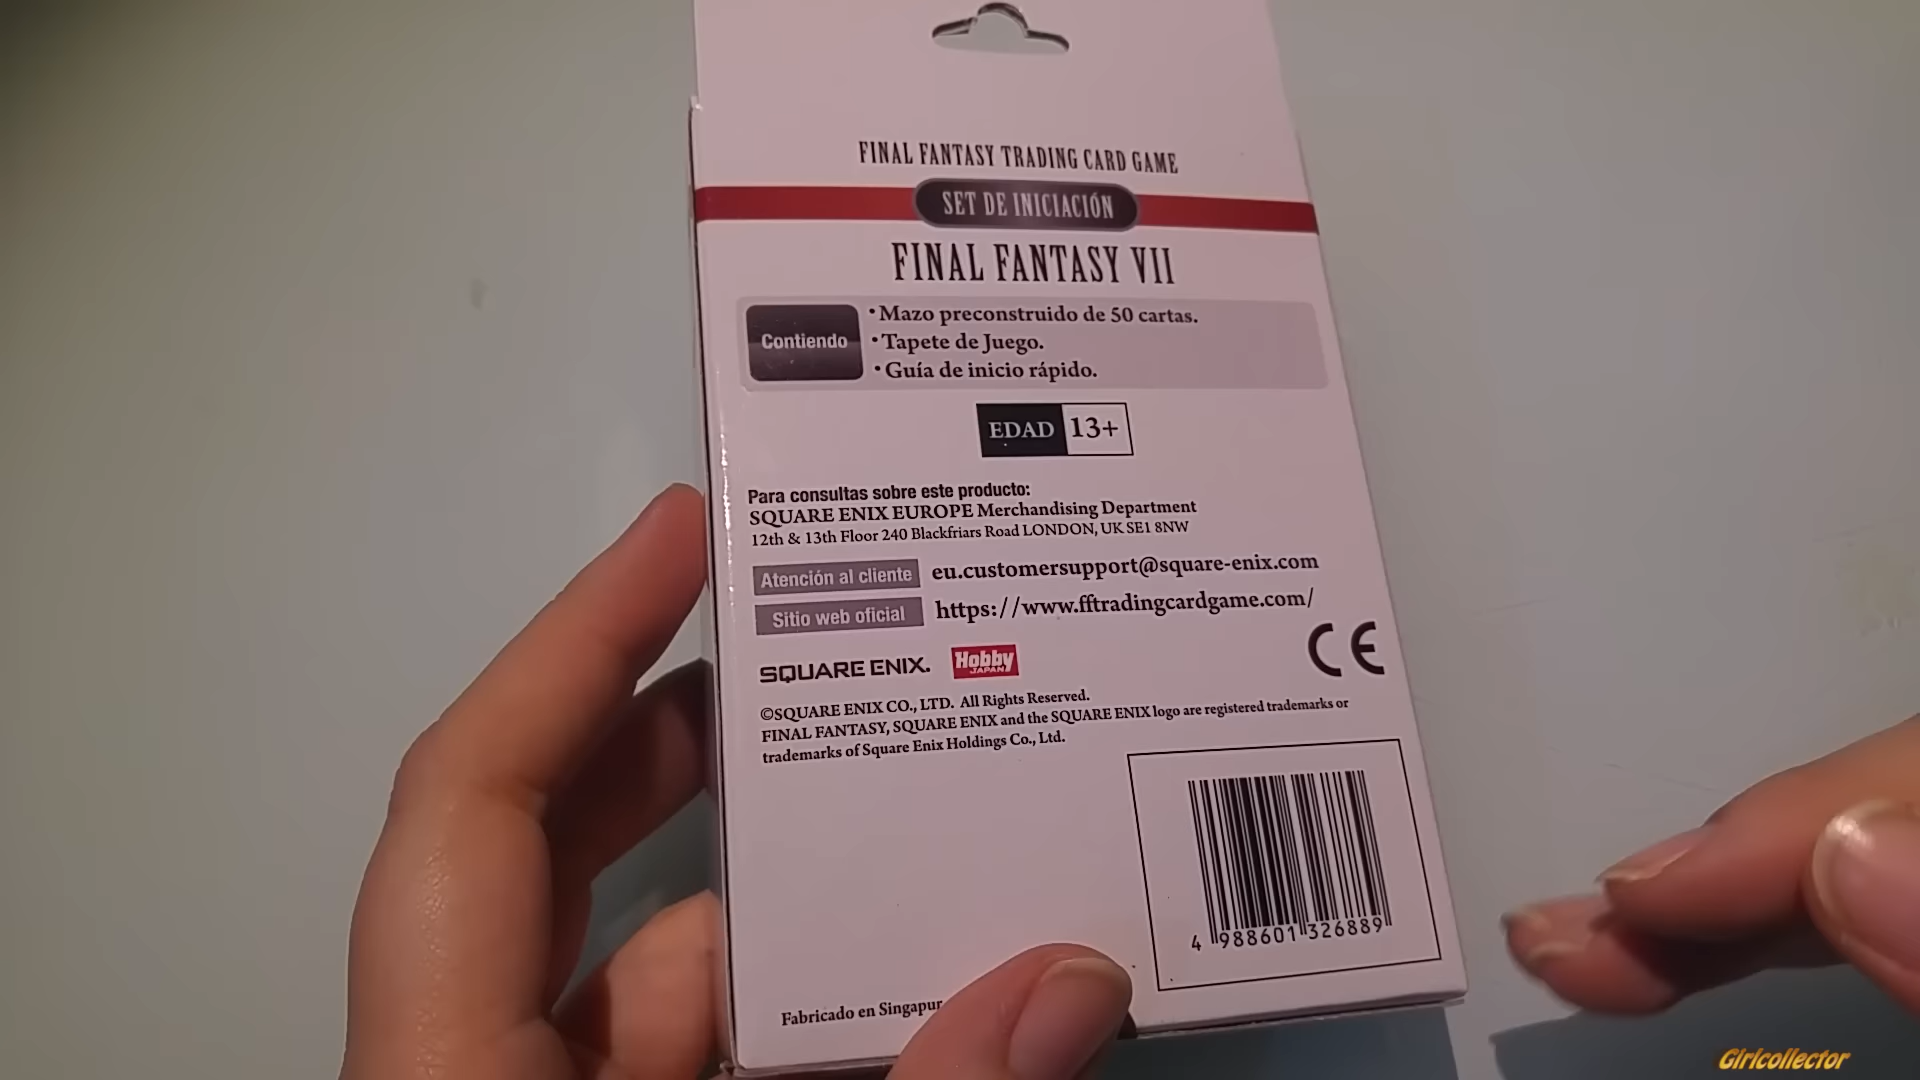 FINAL FANTASY TRADING CARD GAME
SET DE INICIACIÓN
FINAL FANTASY VII
Contiendo
• Mazo preconstruido de 50 cartas.
• Tapete de Juego.
• Guía de inicio rápido.
EDAD 13+
Para consultas sobre este producto:
SQUARE ENIX EUROPE Merchandising Department
12th & 13th Floor 240 Blackfriars Road LONDON, UK SE1 8NW
Atención al cliente eu.customersupport@square-enix.com
Sitio web oficial https://www.fftradingcardgame.com/
SQUARE ENIX. Hobby JAPAN CE
©SQUARE ENIX CO., LTD. All Rights Reserved.
FINAL FANTASY, SQUARE ENIX and the SQUARE ENIX logo are registered trademarks or
trademarks of Square Enix Holdings Co., Ltd.
4 988601 326889
Fabricado en Singapur
Girlcollector